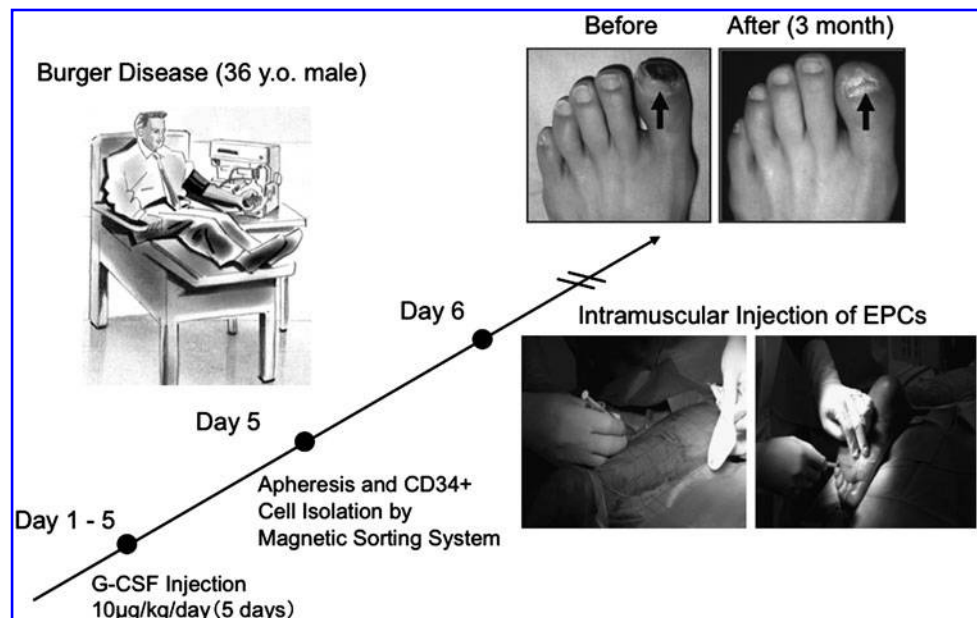 Before
After (3 month)
Burger Disease (36 y.o. male)
Day 6
Intramuscular Injection of EPCs
Day 5
Apheresis and CD34+
Cell Isolation by
Magnetic Sorting System
Day 1 - 5
G-CSF Injection
10μg/kg/day(5 days)